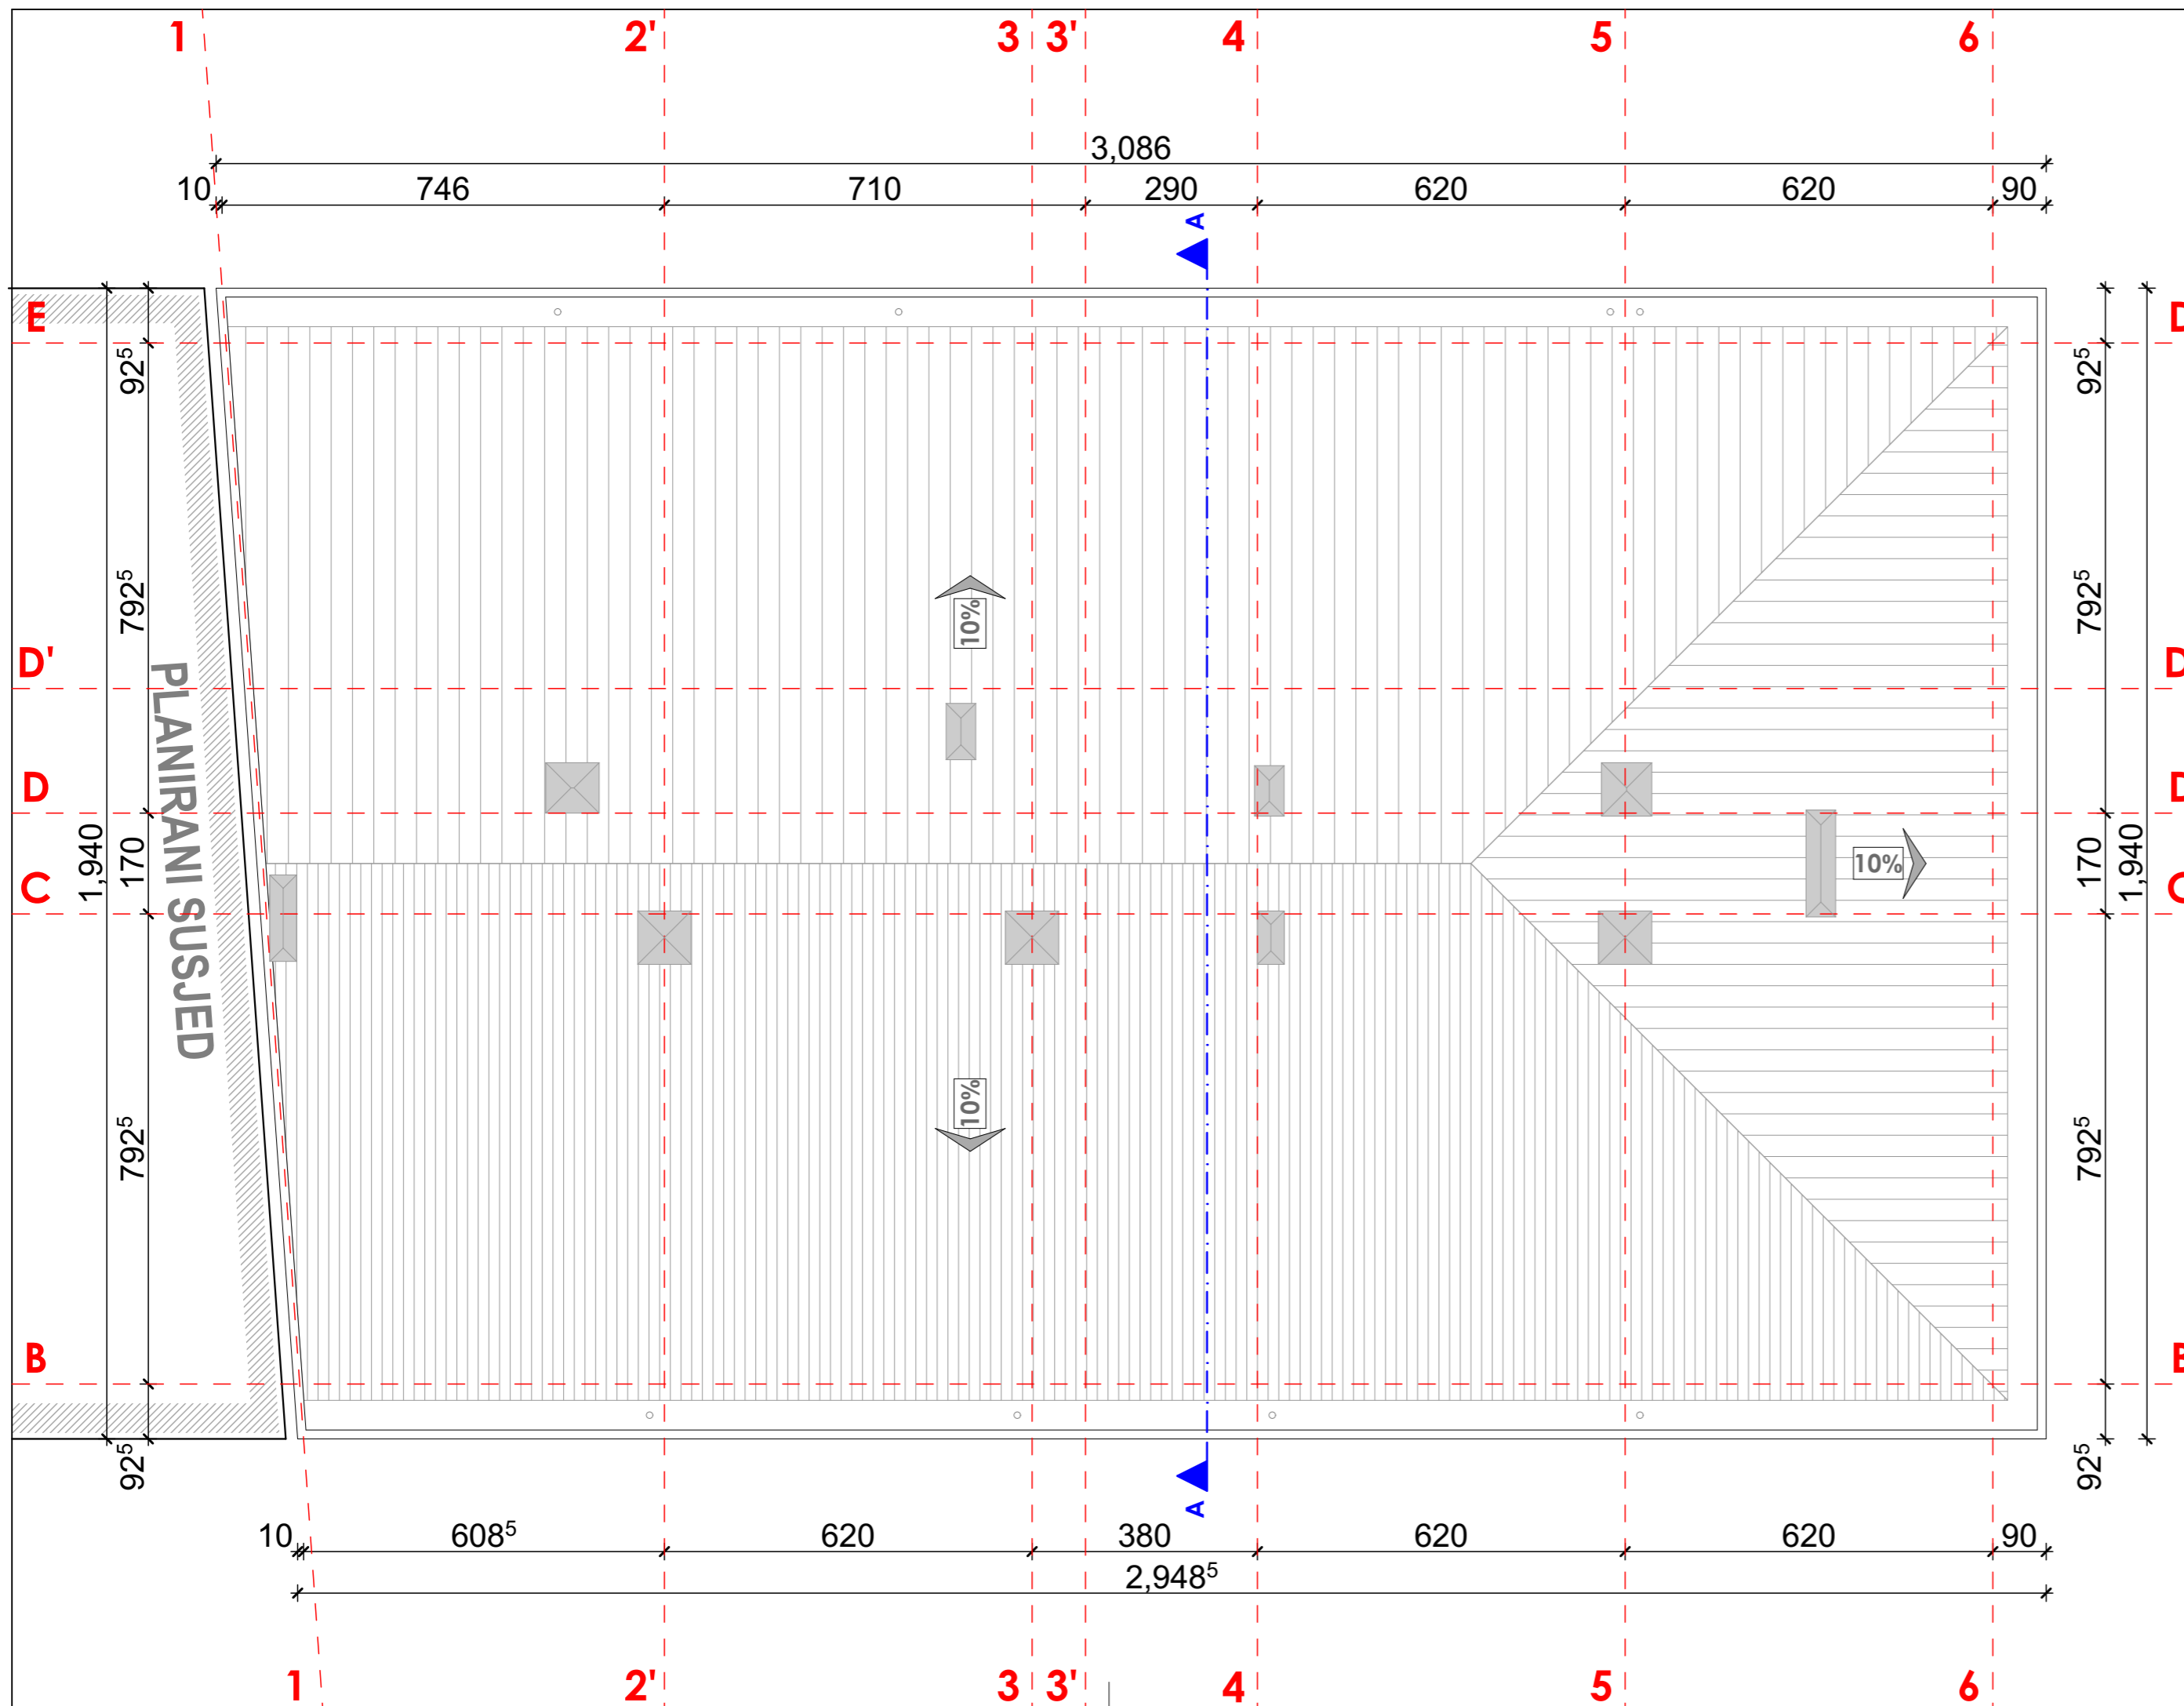 1 2' 3 3' 4 5 6
3,086
10 746 710 290 620 620 90
A
E
92⁵ 92⁵
792⁵ 792⁵
10%
D'
PLANIRANI SUSJED
D D
1,940 170 10% 170 1,940
C C
10%
792⁵ 792⁵
B
92⁵ 92⁵
A
10 608⁵ 620 380 620 620 90
2,948⁵
1 2' 3 3' 4 5 6